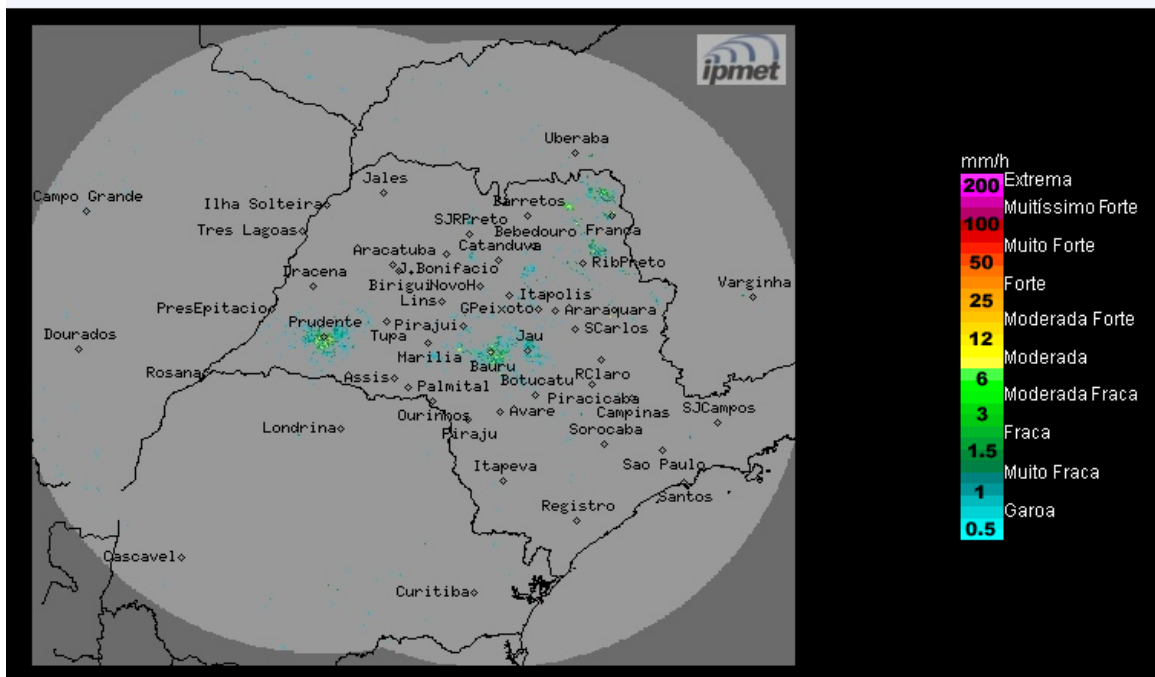 ipmet
Uberaba
Jales
Campo Grande
Ilha Solteira
Barretos
SJRPreto
Tres Lagoas
Bebedouro
Franca
Aracatuba
Catanduva
Dracena
J.Bonifacio
RibPreto
Birigui
NovoH
Varginha
Itapolis
Lins
PresEpitacio
GPeixoto
Araraquara
Prudente
Pirajui
SCarlos
Dourados
Tupa
Jau
Marilia
Bauru
Rosana
Assis
RClaro
Botucatu
Palmital
Piracicaba
SJCampos
Ourinhos
Avare
Campinas
Londrina
Piraju
Sorocaba
Itapeva
Sao Paulo
Santos
Registro
Cascavel
Curitiba
mm/h
200 Extrema
Muitíssimo Forte
100
Muito Forte
50
Forte
25
Moderada Forte
12
Moderada
6
Moderada Fraca
3
Fraca
1.5
Muito Fraca
1
Garoa
0.5